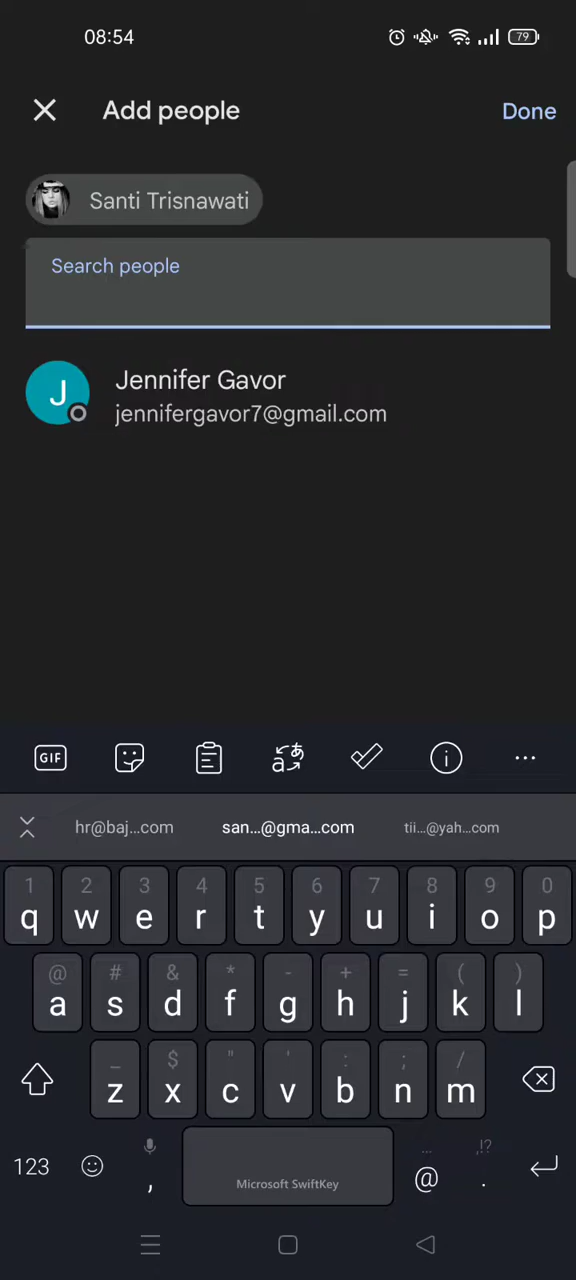 08:54
79
Add people
Done
Santi Trisnawati
Search people
J
Jennifer Gavor
jennifergavor7@gmail.com
GIF
hr@baj...com
san...@gma...com
tii...@yah...com
1 2 3 4 5 6 7 8 9 0
q w e r t y u i o p
@ # & * - + = ( )
a s d f g h j k l
_ $ " ' : ; /
z x c v b n m
123 , Microsoft SwiftKey ... @ ,!? .